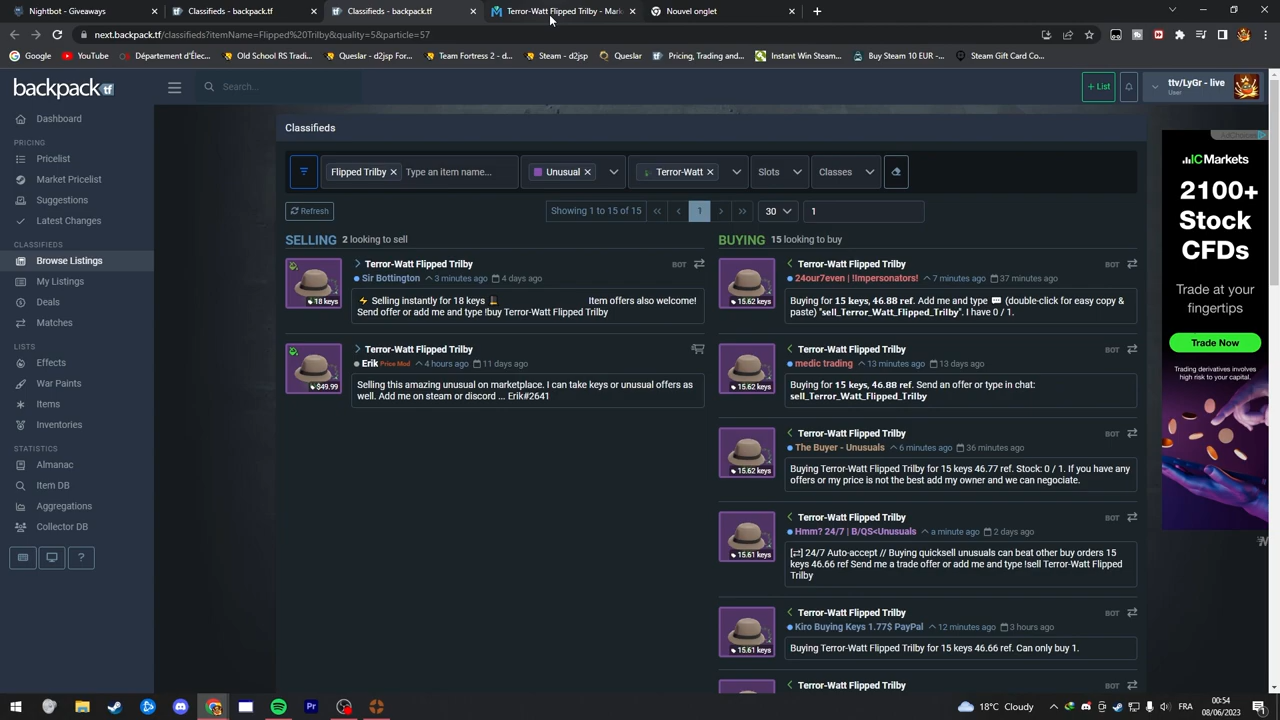 Nightbot - Giveaways
Classifieds - backpack.tf
Classifieds - backpack.tf
Terror-Watt Flipped Trilby - Mark
Nouvel onglet
next.backpack.tf/classifieds?itemName=Flipped%20Trilby&quality=5&particle=57
Google
YouTube
Département d'Élec...
Old School RS - Trad...
Team Fortress 2 - d...
Steam - d2jsp
Queslar
Pricing, Trading and...
Instant Win Steam...
Buy Steam 10 EUR -...
Steam Gift Card Co...
backpack tf
Search...
+ List
ttv/LyGr - live
User
Dashboard
PRICING
Pricelist
Market Pricelist
Suggestions
Latest Changes
CLASSIFIEDS
Browse Listings
My Listings
Deals
Matches
LISTS
Effects
War Paints
Items
Inventories
STATISTICS
Almanac
Item DB
Aggregations
Collector DB
?
Classifieds
Flipped Trilby
Type an item name...
Unusual
Terror-Watt
Slots
Classes
Refresh
Showing 1 to 15 of 15
1
30
1
SELLING 2 looking to sell
Terror-Watt Flipped Trilby
BOT
Sir Bottington 3 minutes ago 4 days ago
⚡ Selling instantly for 18 keys Item offers also welcome!
Send offer or add me and type !buy Terror-Watt Flipped Trilby
18 keys
Terror-Watt Flipped Trilby
Erik Price Mod 4 hours ago 11 days ago
Selling this amazing unusual on marketplace. I can take keys or unusual offers as
well. Add me on steam or discord ... Erik#2641
$49.99
BUYING 15 looking to buy
Terror-Watt Flipped Trilby
BOT
24our7even | !Impersonators! 7 minutes ago 37 minutes ago
Buying for 15 keys, 46.88 ref. Add me and type 💬 (double-click for easy copy &
paste) "sell_Terror_Watt_Flipped_Trilby". I have 0 / 1.
15.62 keys
Terror-Watt Flipped Trilby
BOT
medic trading 13 minutes ago 13 days ago
Buying for 15 keys, 46.88 ref. Send an offer or type in chat:
sell_Terror_Watt_Flipped_Trilby
15.62 keys
Terror-Watt Flipped Trilby
BOT
The Buyer - Unusuals 6 minutes ago 36 minutes ago
Buying Terror-Watt Flipped Trilby for 15 keys 46.77 ref. Stock: 0 / 1. If you have any
offers or my price is not the best add my owner and we can negotiate.
15.62 keys
Terror-Watt Flipped Trilby
BOT
Hmm? 24/7 | B/QS<Unusuals a minute ago 2 days ago
[⇄] 24/7 Auto-accept // Buying quicksell unusuals can beat other buy orders 15
keys 46.66 ref Send me a trade offer or add me and type !sell Terror-Watt Flipped
Trilby
15.61 keys
Terror-Watt Flipped Trilby
BOT
Kiro Buying Keys 1.77$ PayPal 12 minutes ago 3 hours ago
Buying Terror-Watt Flipped Trilby for 15 keys 46.66 ref. Can only buy 1.
15.61 keys
Terror-Watt Flipped Trilby
BOT
AdChoices
IC Markets
2100+
Stock
CFDs
Trade at your
fingertips
Trade Now
Trading derivatives involves
high risk to your capital.
18°C Cloudy
FRA
00:54
08/06/2023